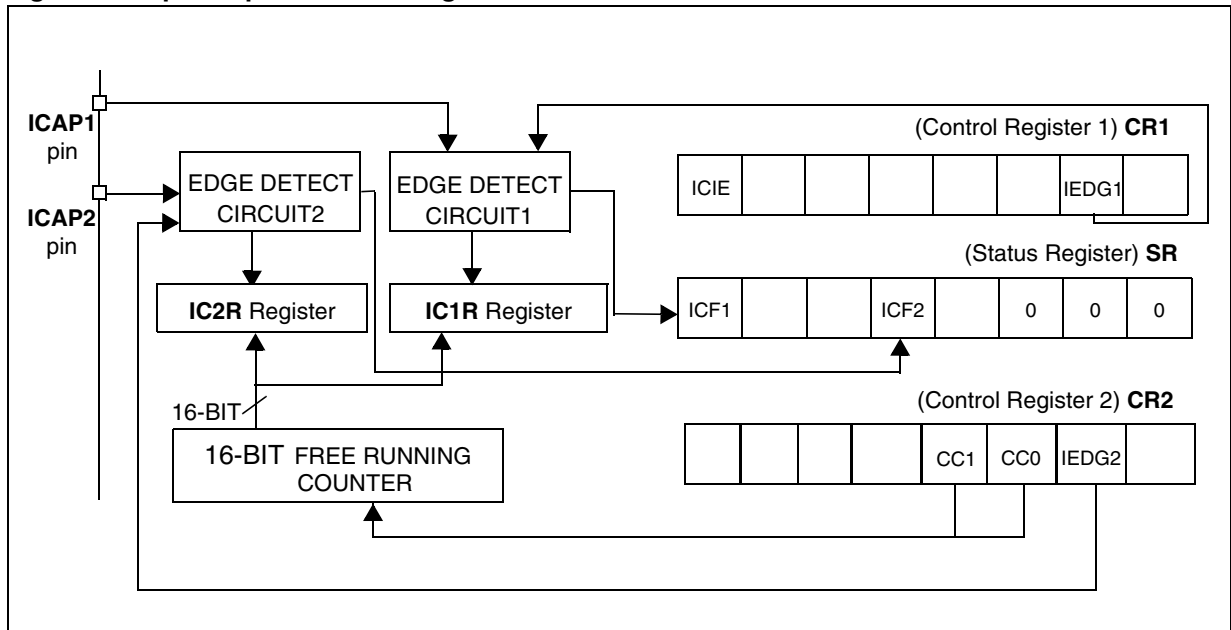 ICAP1
pin
ICAP2
pin
EDGE DETECT
CIRCUIT2
EDGE DETECT
CIRCUIT1
IC2R Register
IC1R Register
16-BIT
16-BIT FREE RUNNING
COUNTER
(Control Register 1) CR1
ICIE
IEDG1
(Status Register) SR
ICF1
ICF2
0
0
0
(Control Register 2) CR2
CC1
CC0
IEDG2